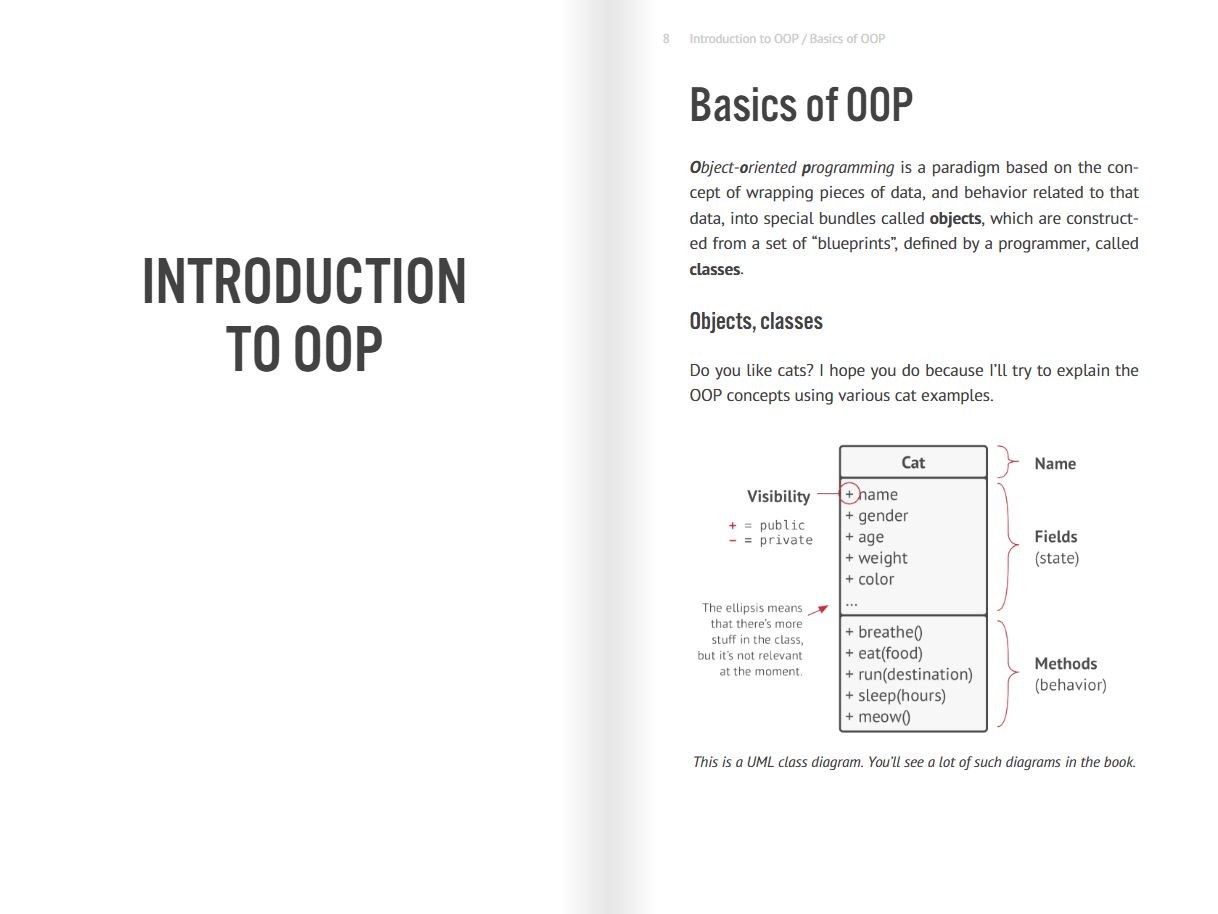 INTRODUCTION
TO OOP
8 Introduction to OOP / Basics of OOP
Basics of OOP
Object-oriented programming is a paradigm based on the con-
cept of wrapping pieces of data, and behavior related to that
data, into special bundles called objects, which are construct-
ed from a set of “blueprints”, defined by a programmer, called
classes.
Objects, classes
Do you like cats? I hope you do because I’ll try to explain the
OOP concepts using various cat examples.
Cat
Name
Visibility
+ = public
− = private
+ name
+ gender
+ age
+ weight
+ color
...
Fields
(state)
The ellipsis means
that there’s more
stuff in the class,
but it’s not relevant
at the moment.
+ breathe()
+ eat(food)
+ run(destination)
+ sleep(hours)
+ meow()
Methods
(behavior)
This is a UML class diagram. You’ll see a lot of such diagrams in the book.